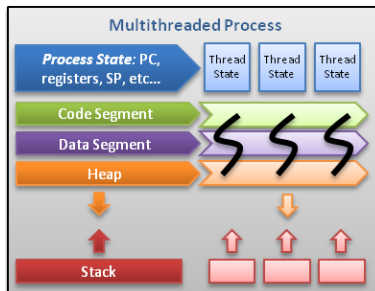 Multithreaded Process
Process State: PC,
registers, SP, etc...
Thread
State
Thread
State
Thread
State
Code Segment
Data Segment
Heap
Stack